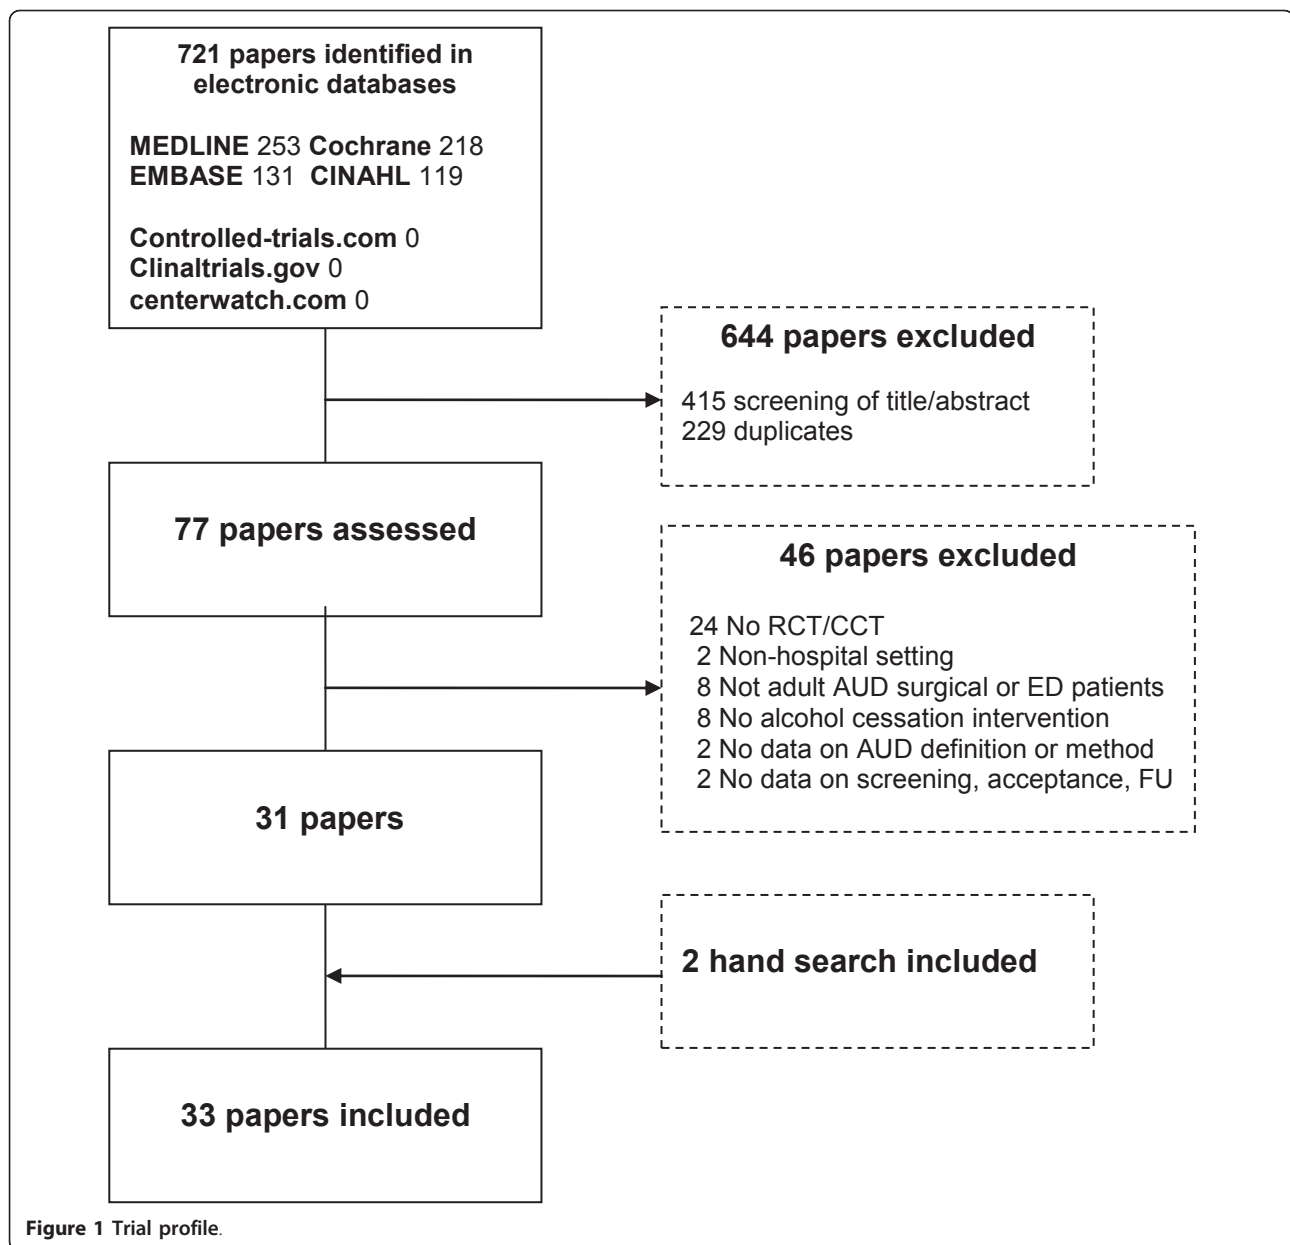 721 papers identified in
electronic databases
MEDLINE 253 Cochrane 218
EMBASE 131 CINAHL 119
Controlled-trials.com 0
Clinaltrials.gov 0
centerwatch.com 0
644 papers excluded
415 screening of title/abstract
229 duplicates
77 papers assessed
46 papers excluded
24 No RCT/CCT
2 Non-hospital setting
8 Not adult AUD surgical or ED patients
8 No alcohol cessation intervention
2 No data on AUD definition or method
2 No data on screening, acceptance, FU
31 papers
2 hand search included
33 papers included
Figure 1 Trial profile.